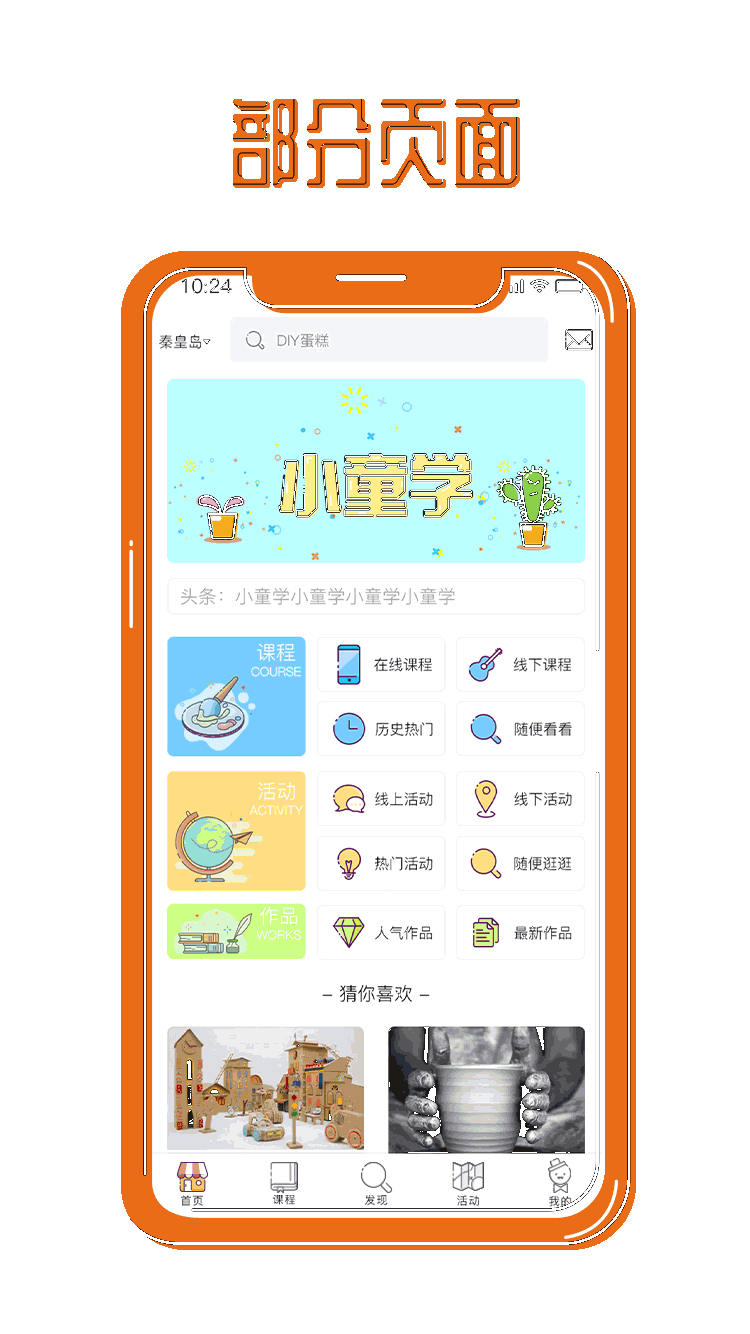 部分页面
10:24
秦皇岛 DIY蛋糕
小童学
头条：小童学小童学小童学小童学
课程
COURSE
在线课程 线下课程
历史热门 随便看看
活动
ACTIVITY
线上活动 线下活动
热门活动 随便逛逛
作品
WORKS
人气作品 最新作品
– 猜你喜欢 –
首页 课程 发现 活动 我的